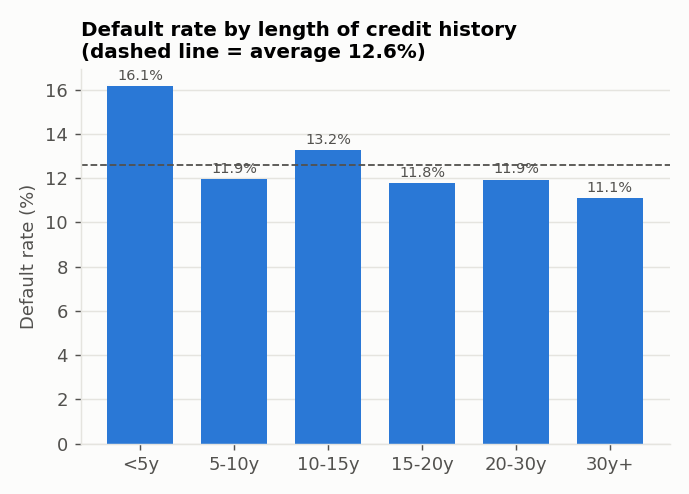 Default rate by length of credit history
(dashed line = average 12.6%)
Default rate (%)
16
14
12
10
8
6
4
2
0
16.1%
11.9%
13.2%
11.8%
11.9%
11.1%
<5y
5-10y
10-15y
15-20y
20-30y
30y+